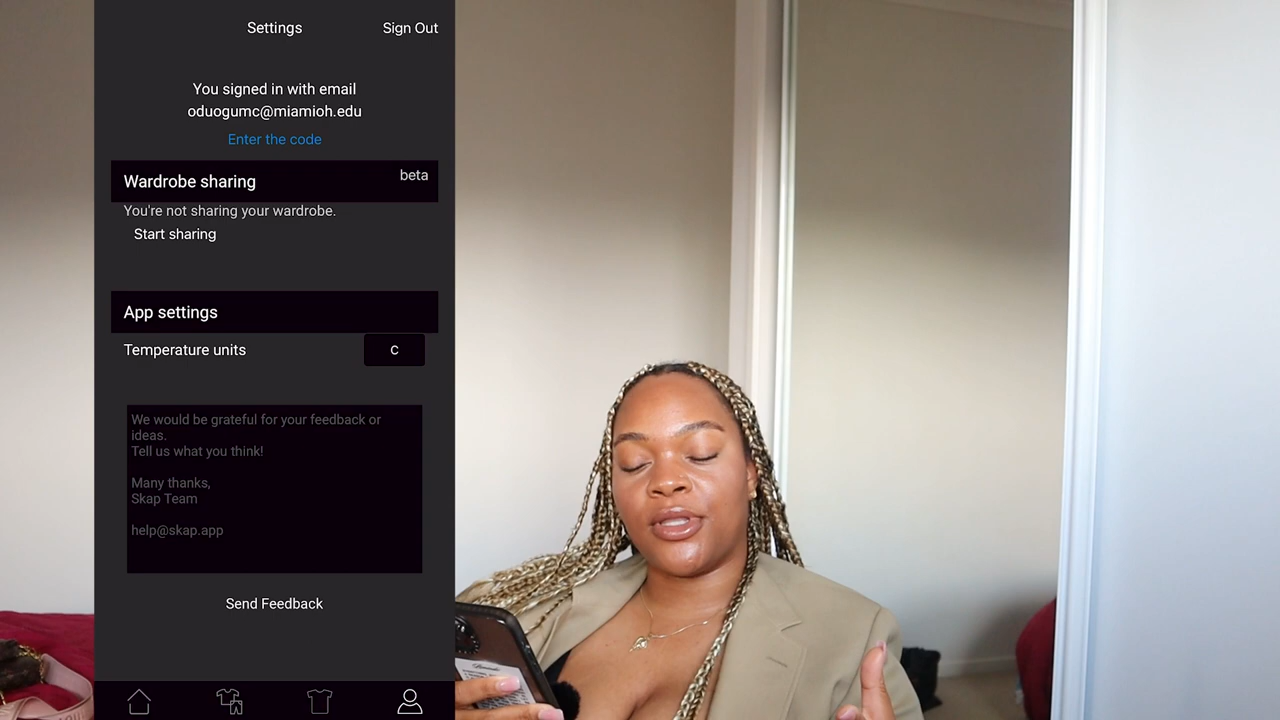 Settings
Sign Out
You signed in with email
oduogumc@miamioh.edu
Enter the code
Wardrobe sharing
beta
You're not sharing your wardrobe.
Start sharing
App settings
Temperature units
C
We would be grateful for your feedback or
ideas.
Tell us what you think!
Many thanks,
Skap Team
help@skap.app
Send Feedback